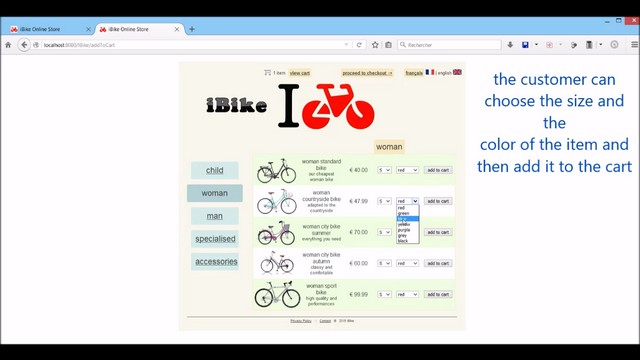 iBike Online Store
iBike Online Store
localhost:8080/iBike/addToCart
Rechercher
1 item view cart
proceed to checkout
français | english
iBike I
woman
child
woman
man
specialised
accessories
woman standard
bike
our cheapest
woman bike
€ 40.00 S red add to cart
woman
countryside bike
adapted to the
countryside
€ 47.99 S red add to cart
red
green
yellow
purple
grey
black
woman city bike
summer
everything you need
€ 70.00 S add to cart
woman city bike
autumn
classy and
comfortable
€ 60.00 S red add to cart
woman sport
bike
high quality and
performances
€ 99.99 S red add to cart
Privacy Policy | Contact © 2015 iBike
the customer can
choose the size and
the
color of the item and
then add it to the cart